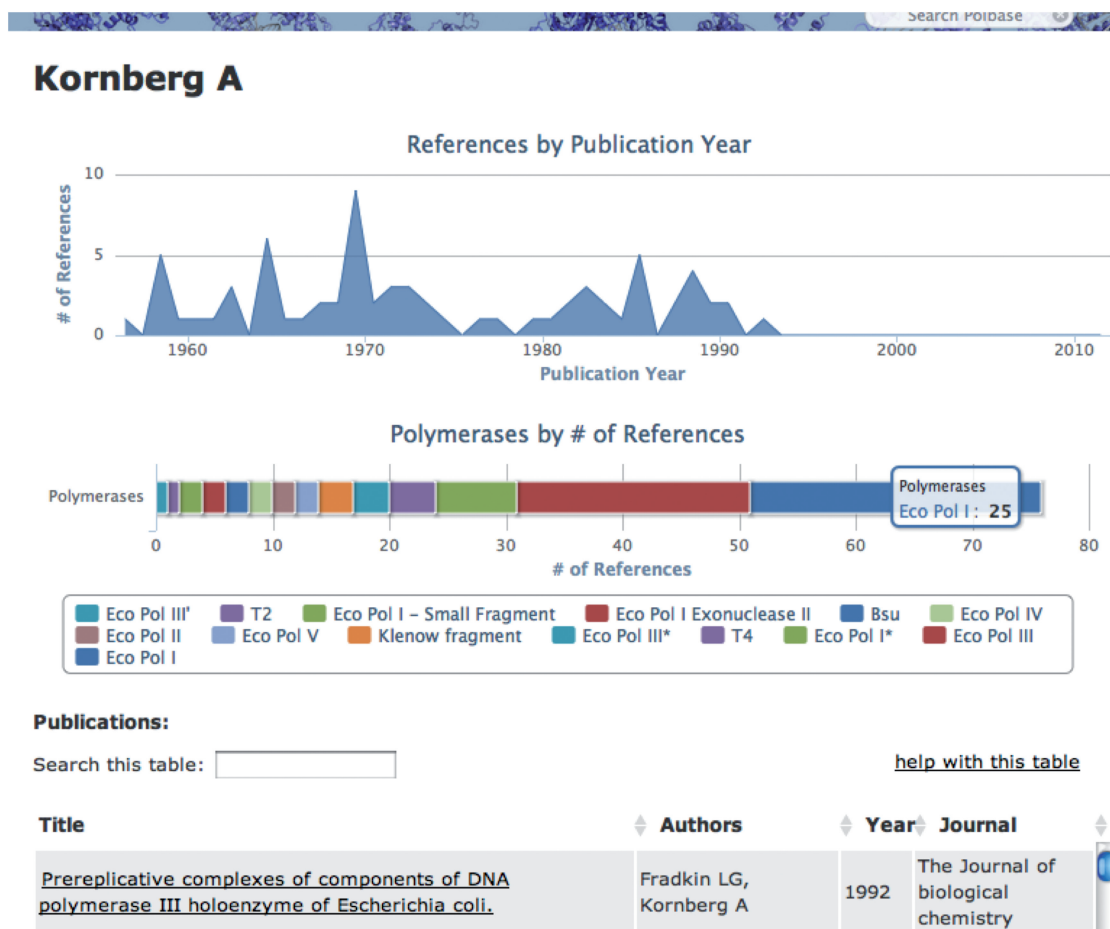 Search Polbase
Kornberg A
References by Publication Year
10
5
0
# of References
1960 1970 1980 1990 2000 2010
Publication Year
Polymerases by # of References
Polymerases
Polymerases
Eco Pol I : 25
0 10 20 30 40 50 60 70 80
# of References
Eco Pol III' T2 Eco Pol I – Small Fragment Eco Pol I Exonuclease II Bsu Eco Pol IV
Eco Pol II Eco Pol V Klenow fragment Eco Pol III* T4 Eco Pol I* Eco Pol III
Eco Pol I
Publications:
Search this table:
help with this table
Title Authors Year Journal
Prereplicative complexes of components of DNA
polymerase III holoenzyme of Escherichia coli.
Fradkin LG,
Kornberg A
1992
The Journal of
biological
chemistry